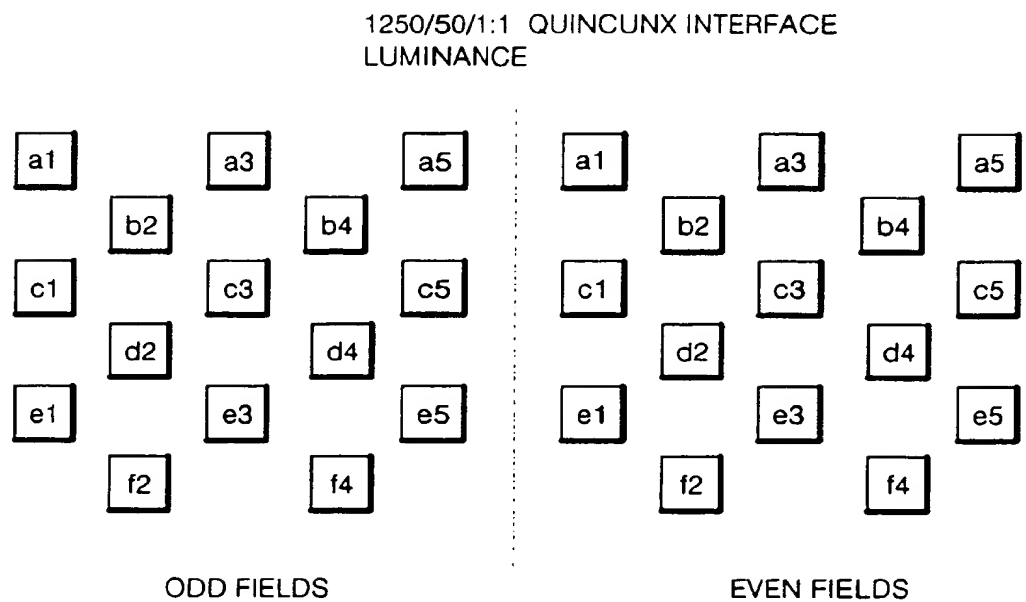 1250/50/1:1 QUINCUNX INTERFACE
LUMINANCE
a1 a3 a5 a1 a3 a5
b2 b4 b2 b4
c1 c3 c5 c1 c3 c5
d2 d4 d2 d4
e1 e3 e5 e1 e3 e5
f2 f4 f2 f4
ODD FIELDS EVEN FIELDS